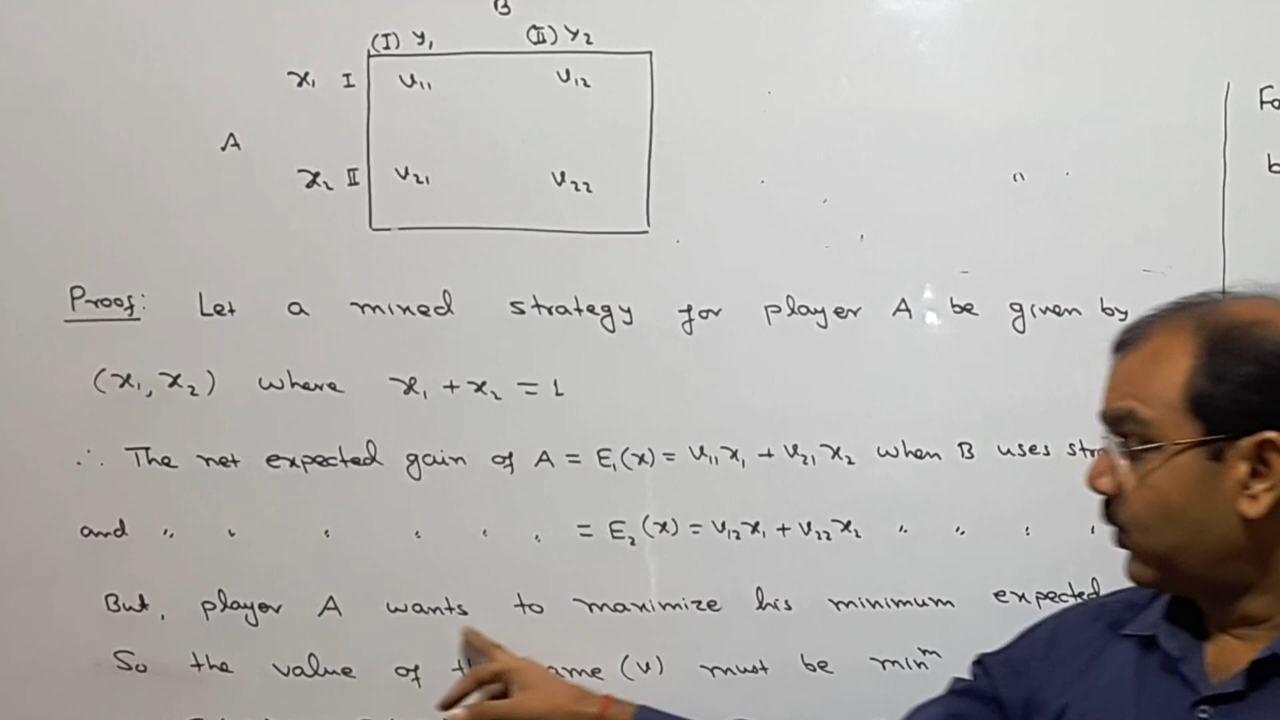 B
(I) y₁ (II) y₂
x₁ I v₁₁ v₁₂
A
x₂ II v₂₁ v₂₂
Proof: Let a mixed strategy for player A be given by
(x₁, x₂) where x₁ + x₂ = 1
∴ The net expected gain of A = E₁(x) = v₁₁x₁ + v₂₁x₂ when B uses
and " " " " " " = E₂(x) = v₁₂x₁ + v₂₂x₂ " " " "
But, player A wants to maximize his minimum expected
So the value of game (v) must be minᵐ